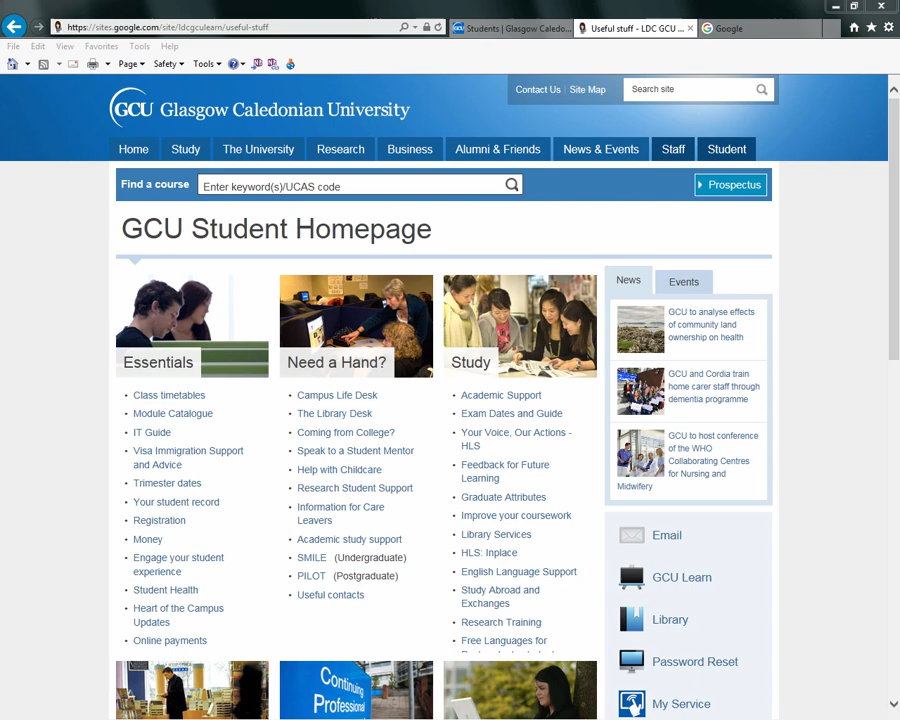 https://sites.google.com/site/ldcgculearn/useful-stuff
Students | Glasgow Caledo...
Useful stuff - LDC GCU ...
Google
File Edit View Favorites Tools Help
Page Safety Tools
Contact Us Site Map
Search site
GCU Glasgow Caledonian University
Home Study The University Research Business Alumni & Friends News & Events Staff Student
Find a course
Enter keyword(s)/UCAS code
Prospectus
GCU Student Homepage
Essentials
Class timetables
Module Catalogue
IT Guide
Visa Immigration Support
and Advice
Trimester dates
Your student record
Registration
Money
Engage your student
experience
Student Health
Heart of the Campus
Updates
Online payments
Need a Hand?
Campus Life Desk
The Library Desk
Coming from College?
Speak to a Student Mentor
Help with Childcare
Research Student Support
Information for Care
Leavers
Academic study support
SMILE (Undergraduate)
PILOT (Postgraduate)
Useful contacts
Study
Academic Support
Exam Dates and Guide
Your Voice, Our Actions -
HLS
Feedback for Future
Learning
Graduate Attributes
Improve your coursework
Library Services
HLS: Inplace
English Language Support
Study Abroad and
Exchanges
Research Training
Free Languages for
News Events
GCU to analyse effects
of community land
ownership on health
GCU and Cordia train
home carer staff through
dementia programme
GCU to host conference
of the WHO
Collaborating Centres
for Nursing and
Midwifery
Email
GCU Learn
Library
Password Reset
My Service
Continuing
Professional